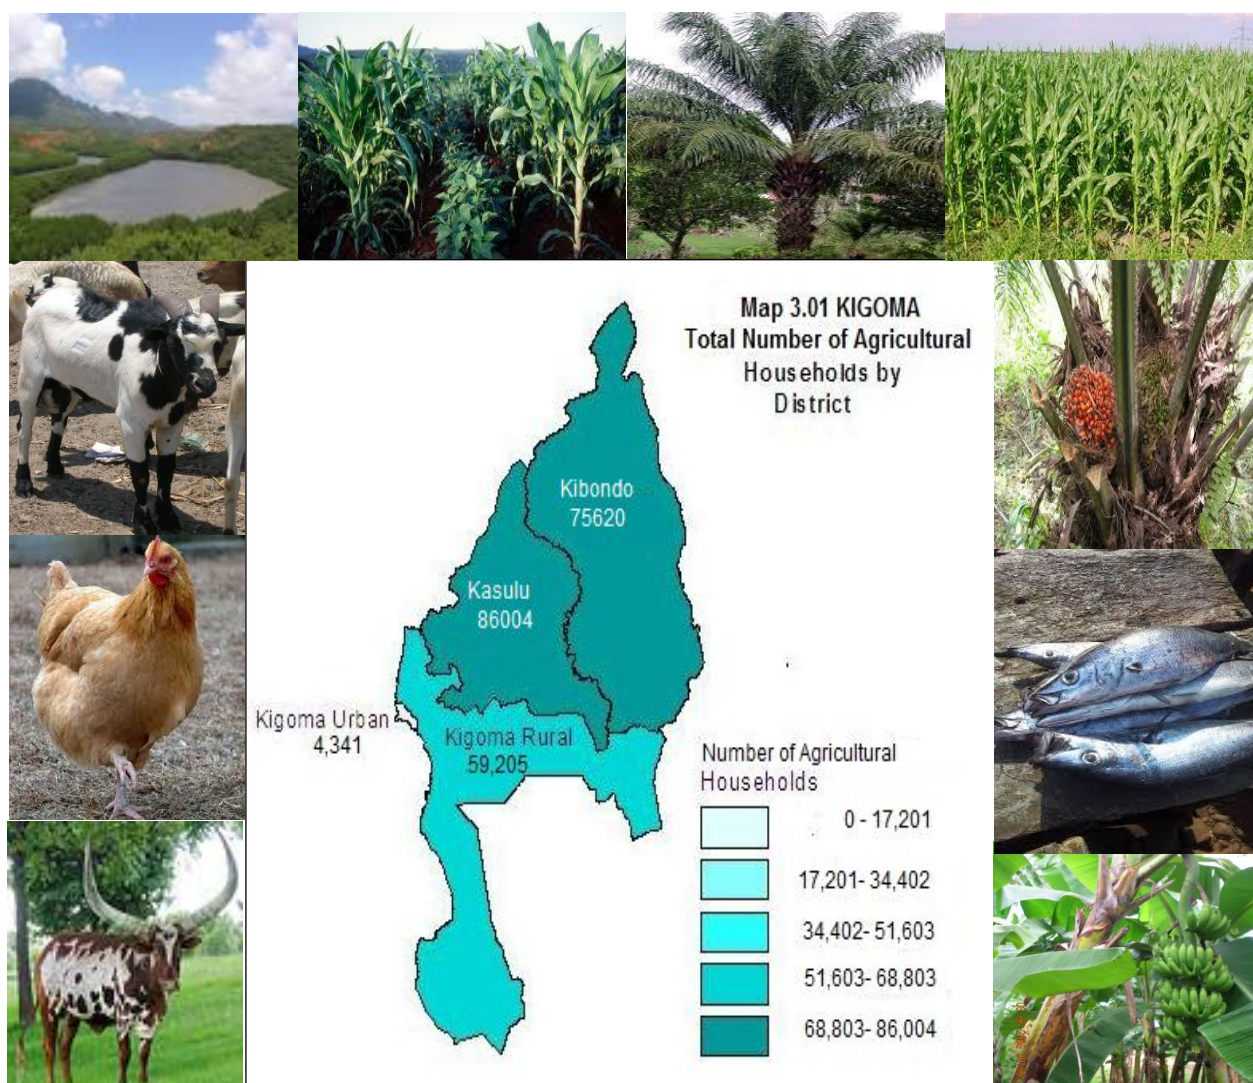 Map 3.01 KIGOMA
Total Number of Agricultural
Households by
District
Kibondo
75620
Kasulu
86004
Kigoma Urban
4,341
Kigoma Rural
59,205
Number of Agricultural
Households
0 - 17,201
17,201- 34,402
34,402- 51,603
51,603- 68,803
68,803- 86,004